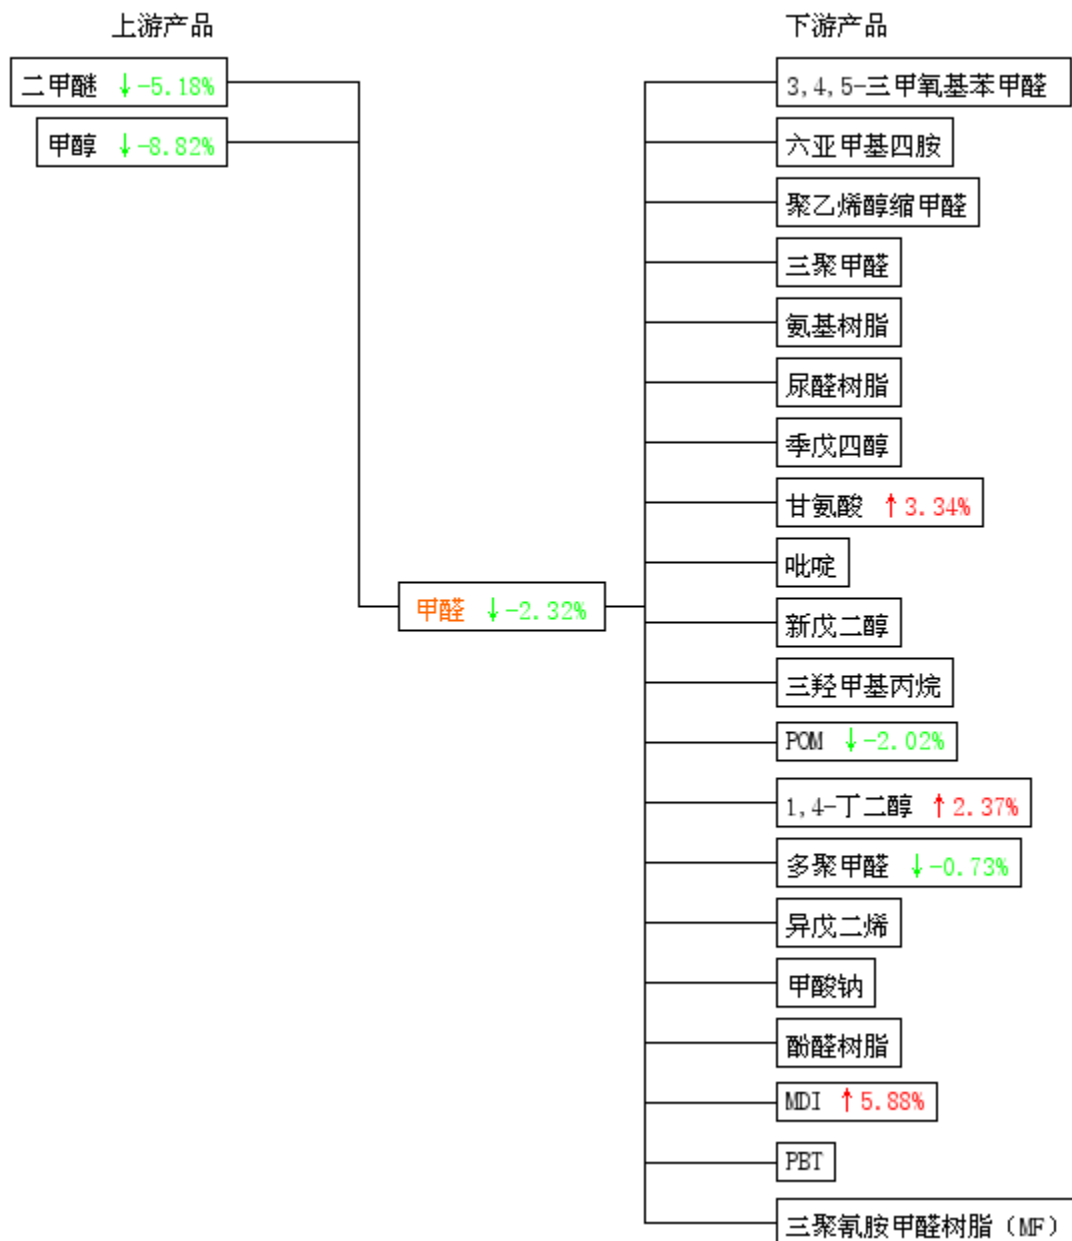 上游产品
下游产品
二甲醚 ↓-5.18%
甲醇 ↓-8.82%
甲醛 ↓-2.32%
3,4,5-三甲氧基苯甲醛
六亚甲基四胺
聚乙烯醇缩甲醛
三聚甲醛
氨基树脂
尿醛树脂
季戊四醇
甘氨酸 ↑3.34%
吡啶
新戊二醇
三羟甲基丙烷
POM ↓-2.02%
1,4-丁二醇 ↑2.37%
多聚甲醛 ↓-0.73%
异戊二烯
甲酸钠
酚醛树脂
MDI ↑5.88%
PBT
三聚氰胺甲醛树脂（MF）